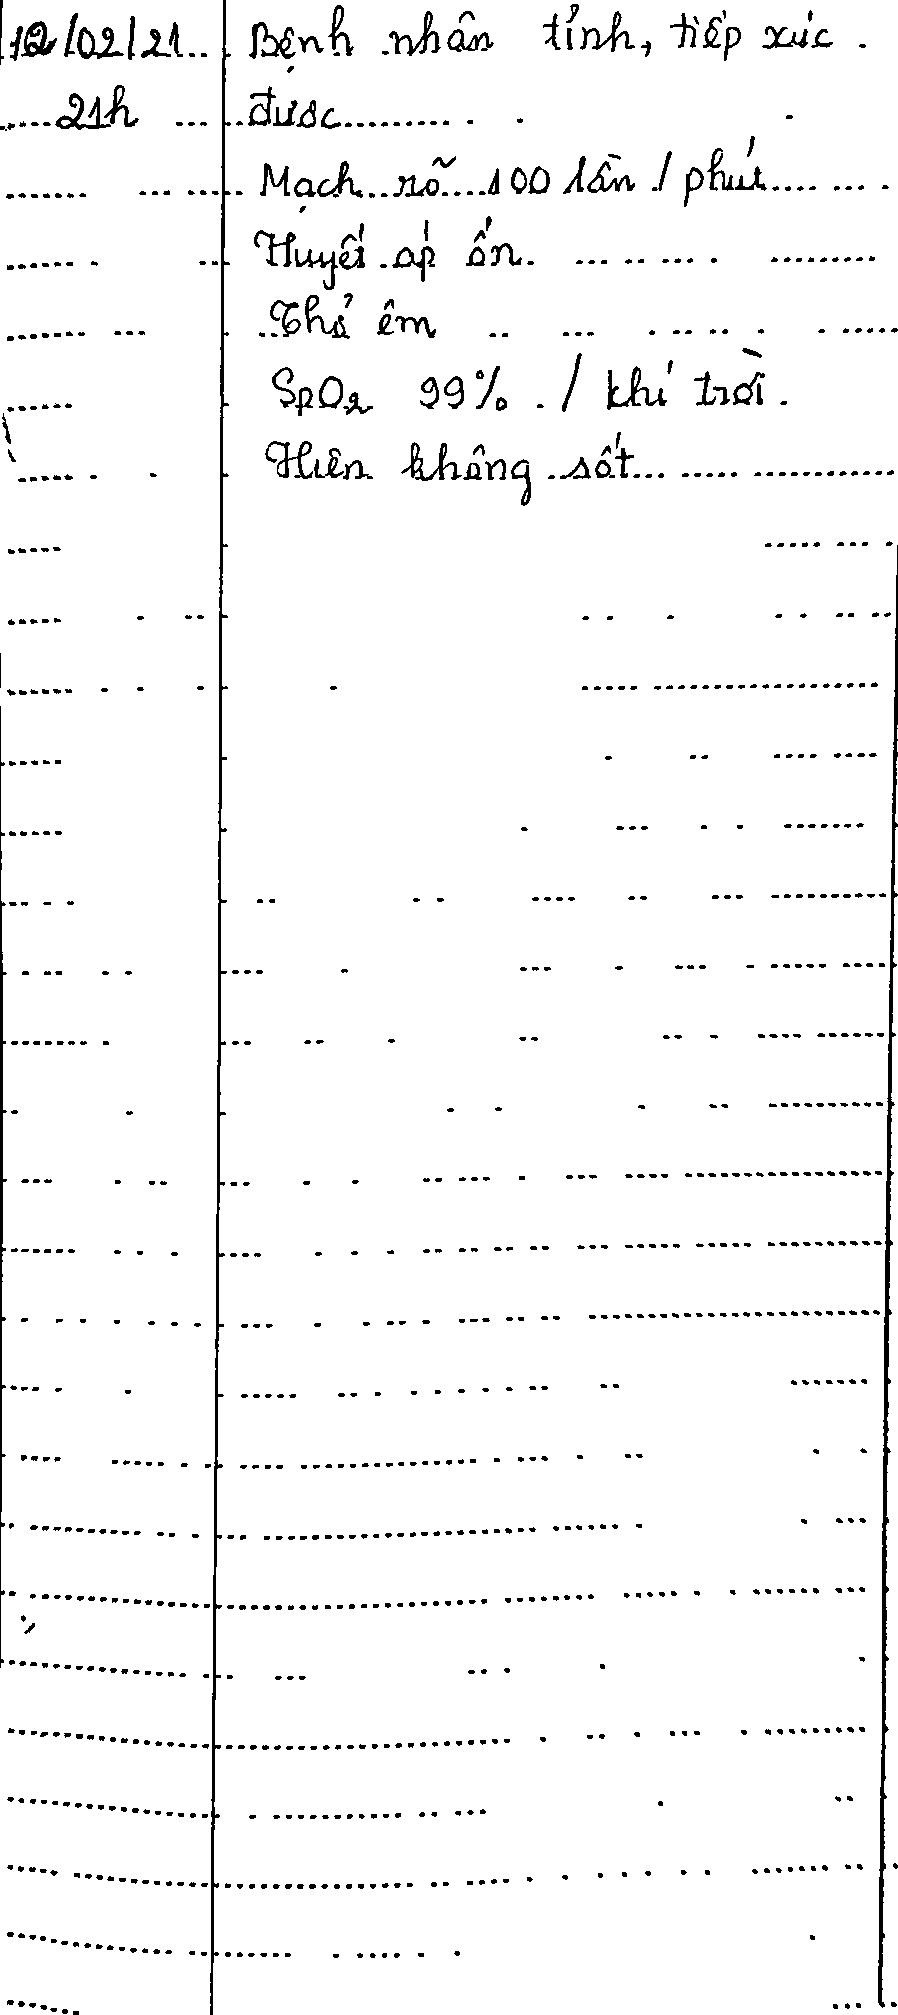 12/02/21 Bệnh nhân tỉnh, tiếp xúc
21h được
Mạch rõ 100 lần / phút
Huyết áp ổn
Thở êm
SpO2 99% / khí trời.
Hiện không sốt